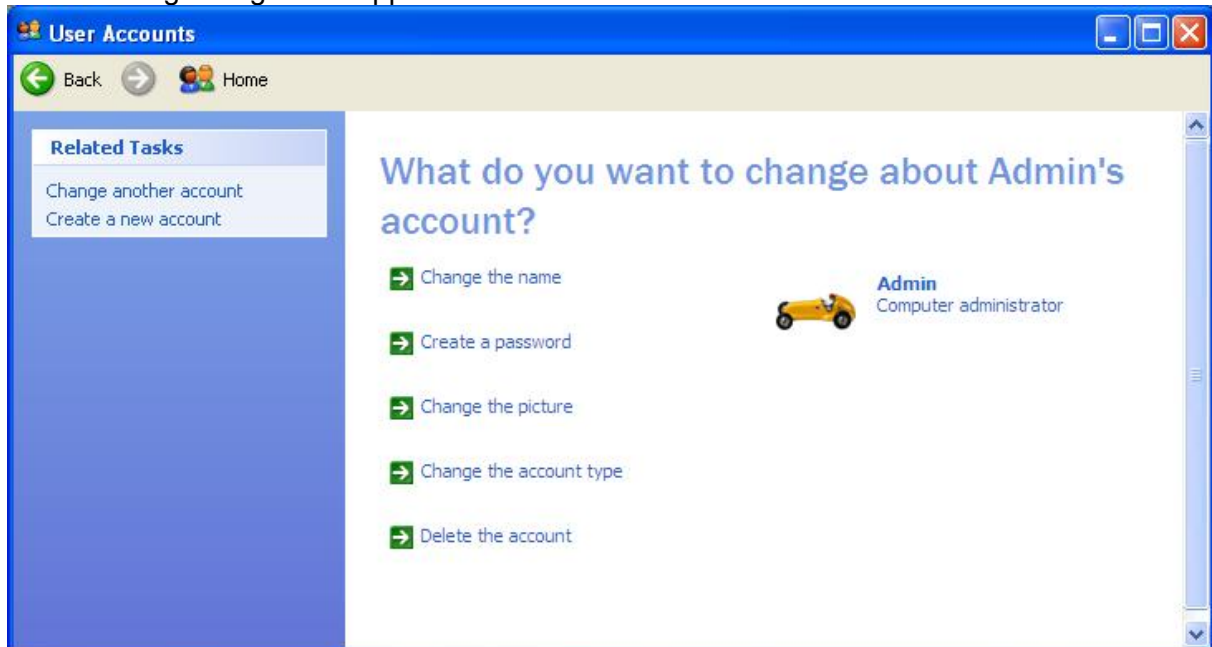 User Accounts
Back Home
Related Tasks
Change another account
Create a new account
What do you want to change about Admin's
account?
Change the name
Create a password
Change the picture
Change the account type
Delete the account
Admin
Computer administrator